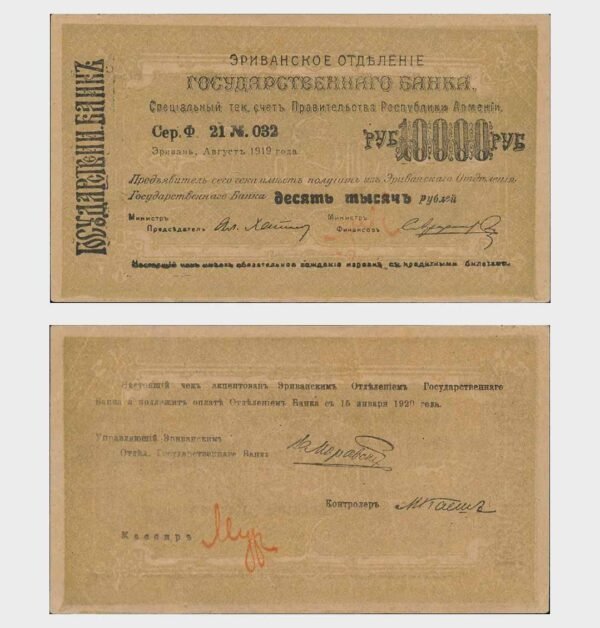 ГОСУДАРСТВЕНН. БАНКЪ
ЭРИВАНСКОЕ ОТДѢЛЕНІЕ
ГОСУДАРСТВЕННАГО БАНКА.
Спеціальный тек. счетъ Правительства Республики Арменіи.
Сер. Ф. 21 №. 032
Эривань, Августъ 1919 года.
РУБ 10000 РУБ
Предъявитель сего чека имѣетъ получить изъ Эриванскаго Отдѣленія
Государственнаго Банка десять тысячъ рублей
Министръ
Предсѣдатель
Министръ
Финансовъ
Настоящій чекъ имѣетъ обязательное хожденіе наравнѣ съ кредитными билетами.
Настоящій чекъ акцептованъ Эриванскимъ Отдѣленіемъ Государственнаго
Банка и подлежитъ оплатѣ Отдѣленіемъ Банка съ 15 января 1920 года.
Управляющій Эриванскимъ
Отдѣл. Государственнаго Банка
Контролеръ
Кассиръ